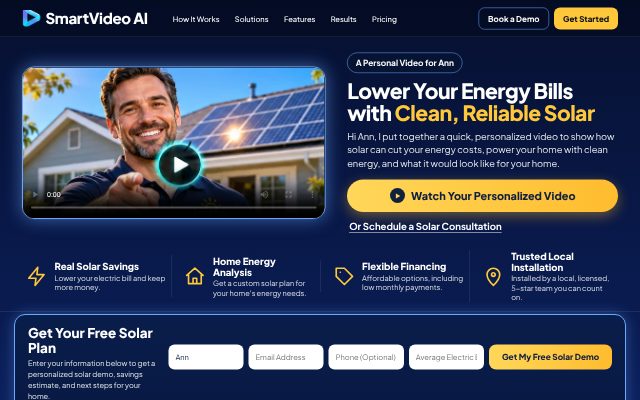 SmartVideo AI
How It Works
Solutions
Features
Results
Pricing
Book a Demo
Get Started
A Personal Video for Ann
Lower Your Energy Bills
with Clean, Reliable Solar
Hi Ann, I put together a quick, personalized video to show how
solar can cut your energy costs, power your home with clean
energy, and what it would look like for your home.
Watch Your Personalized Video
Or Schedule a Solar Consultation
0:00
Real Solar Savings
Lower your electric bill and keep
more money.
Home Energy
Analysis
Get a custom solar plan for
your home's energy needs.
Flexible Financing
Affordable options, including
low monthly payments.
Trusted Local
Installation
Installed by a local, licensed,
5-star team you can count
on.
Get Your Free Solar
Plan
Enter your information below to get a
personalized solar demo, savings
estimate, and next steps for your
home.
Ann
Email Address
Phone (Optional)
Average Electric
Get My Free Solar Demo